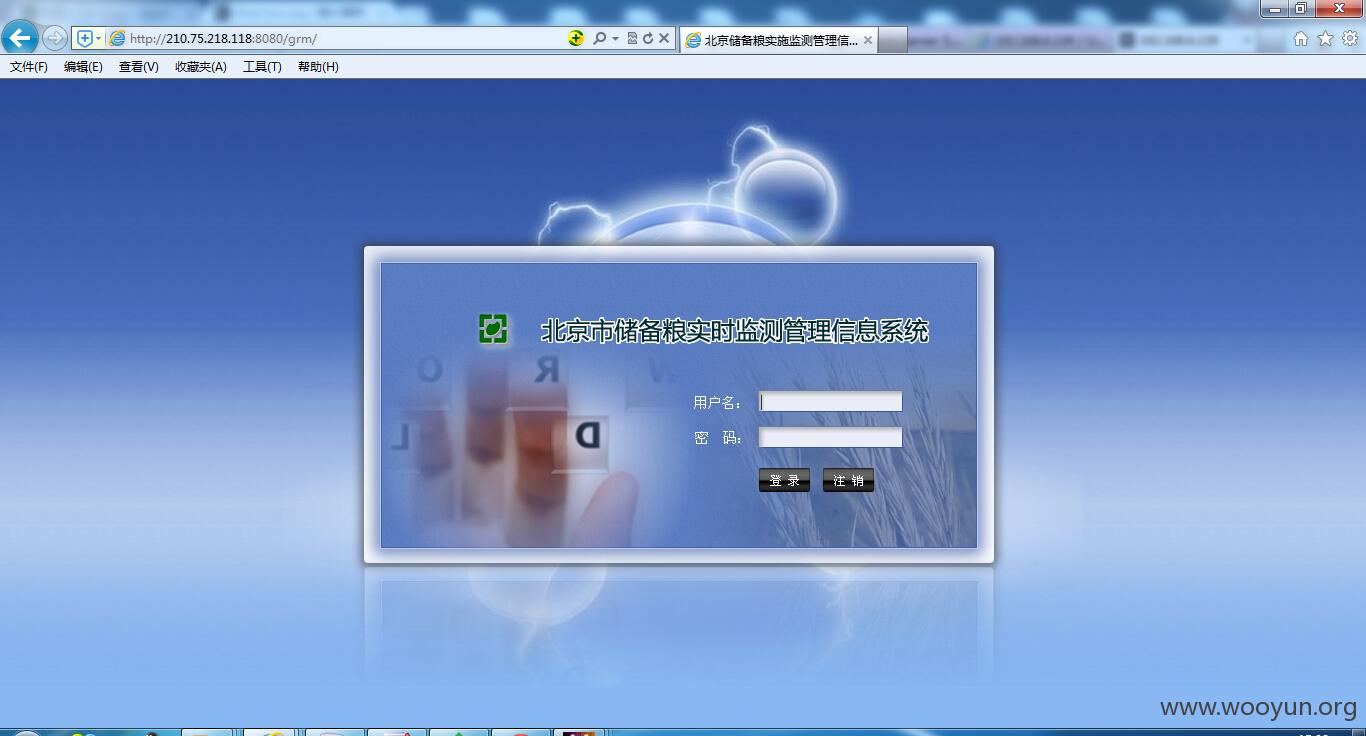 http://210.75.218.118:8080/grm/
北京储备粮实施监测管理信...
文件(F) 编辑(E) 查看(V) 收藏夹(A) 工具(T) 帮助(H)
北京市储备粮实时监测管理信息系统
O R W
L D
用户名:
密 码:
登 录 注 销
www.wooyun.org